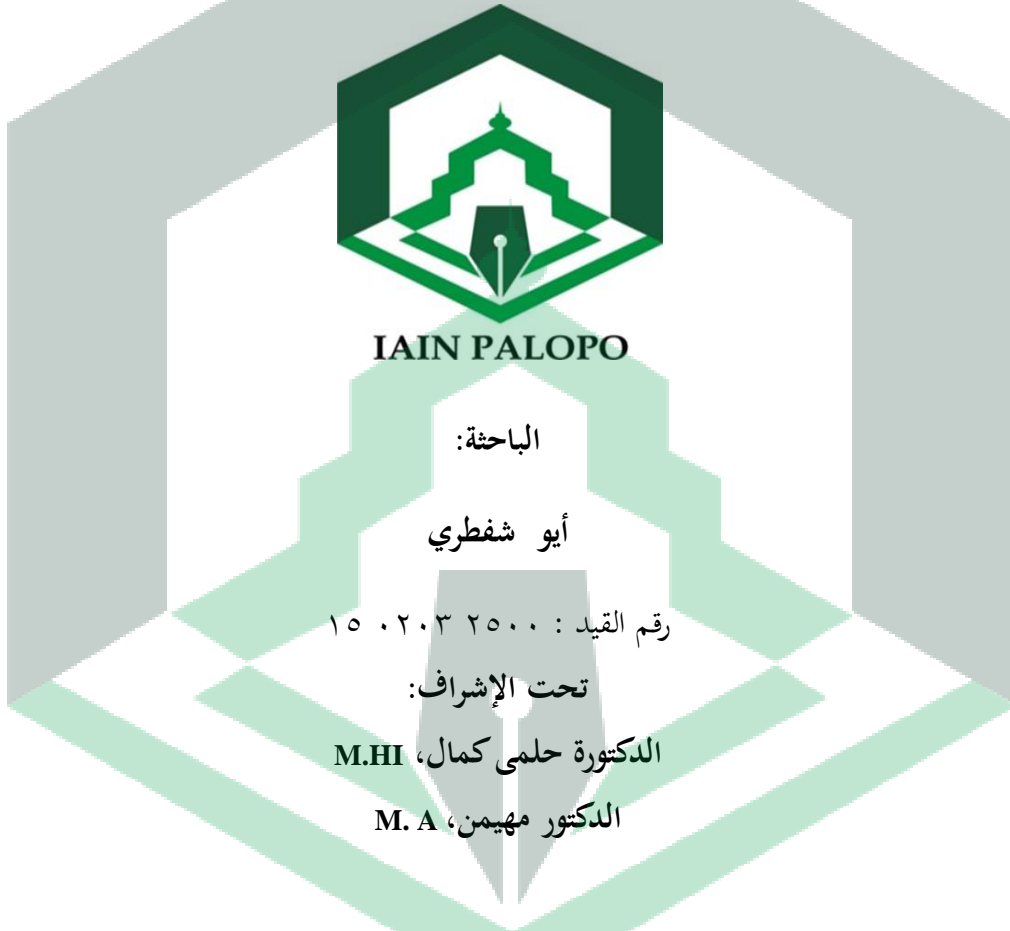 IAIN PALOPO
الباحثة:
أيو شفطري
رقم القيد : ٢٥٠٠ ٠٢٠٣ ١٥
تحت الإشراف:
الدكتورة حلمى كمال، M.HI
الدكتور مهيمن، M. A